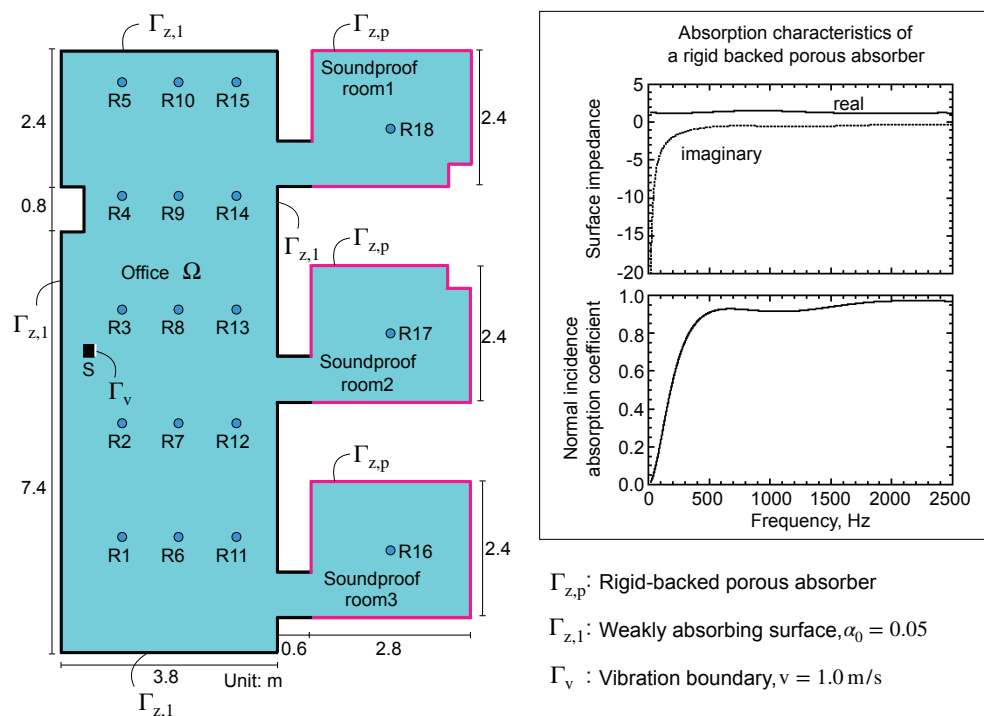 Γz,1
Γz,p
Soundproof
room1
R5 R10 R15
R18
2.4
2.4
0.8
R4 R9 R14
Γz,1
Γz,p
Office Ω
Γz,1
R3 R8 R13
R17
2.4
S
Γv
Soundproof
room2
R2 R7 R12
Γz,p
7.4
R1 R6 R11
R16
2.4
Soundproof
room3
0.6
2.8
3.8
Unit: m
Γz,1
Absorption characteristics of
a rigid backed porous absorber
Surface impedance
5
0
-5
-10
-15
-20
real
imaginary
Normal incidence
absorption coefficient
1.0
0.8
0.6
0.4
0.2
0.0
0 500 1000 1500 2000 2500
Frequency, Hz
Γz,p: Rigid-backed porous absorber
Γz,1: Weakly absorbing surface, α0 = 0.05
Γv : Vibration boundary, v = 1.0 m/s